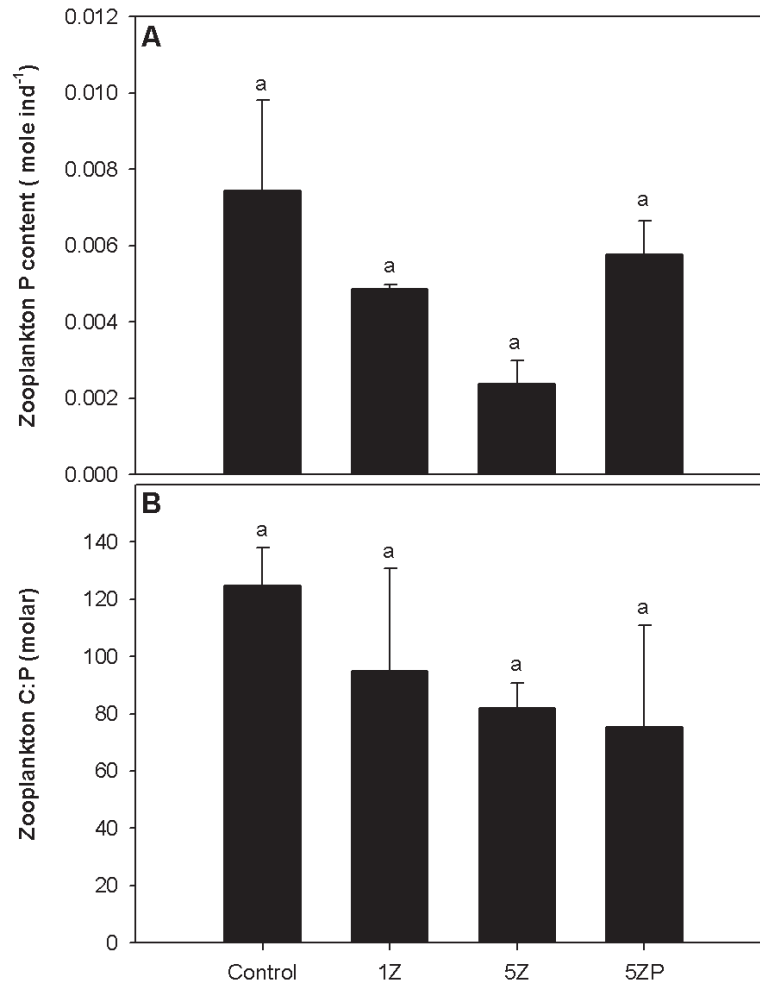 A
Zooplankton P content ( mole ind-1)
0.012
0.010
0.008
0.006
0.004
0.002
0.000
a
a
a
a
B
Zooplankton C:P (molar)
140
120
100
80
60
40
20
0
a
a
a
a
Control 1Z 5Z 5ZP